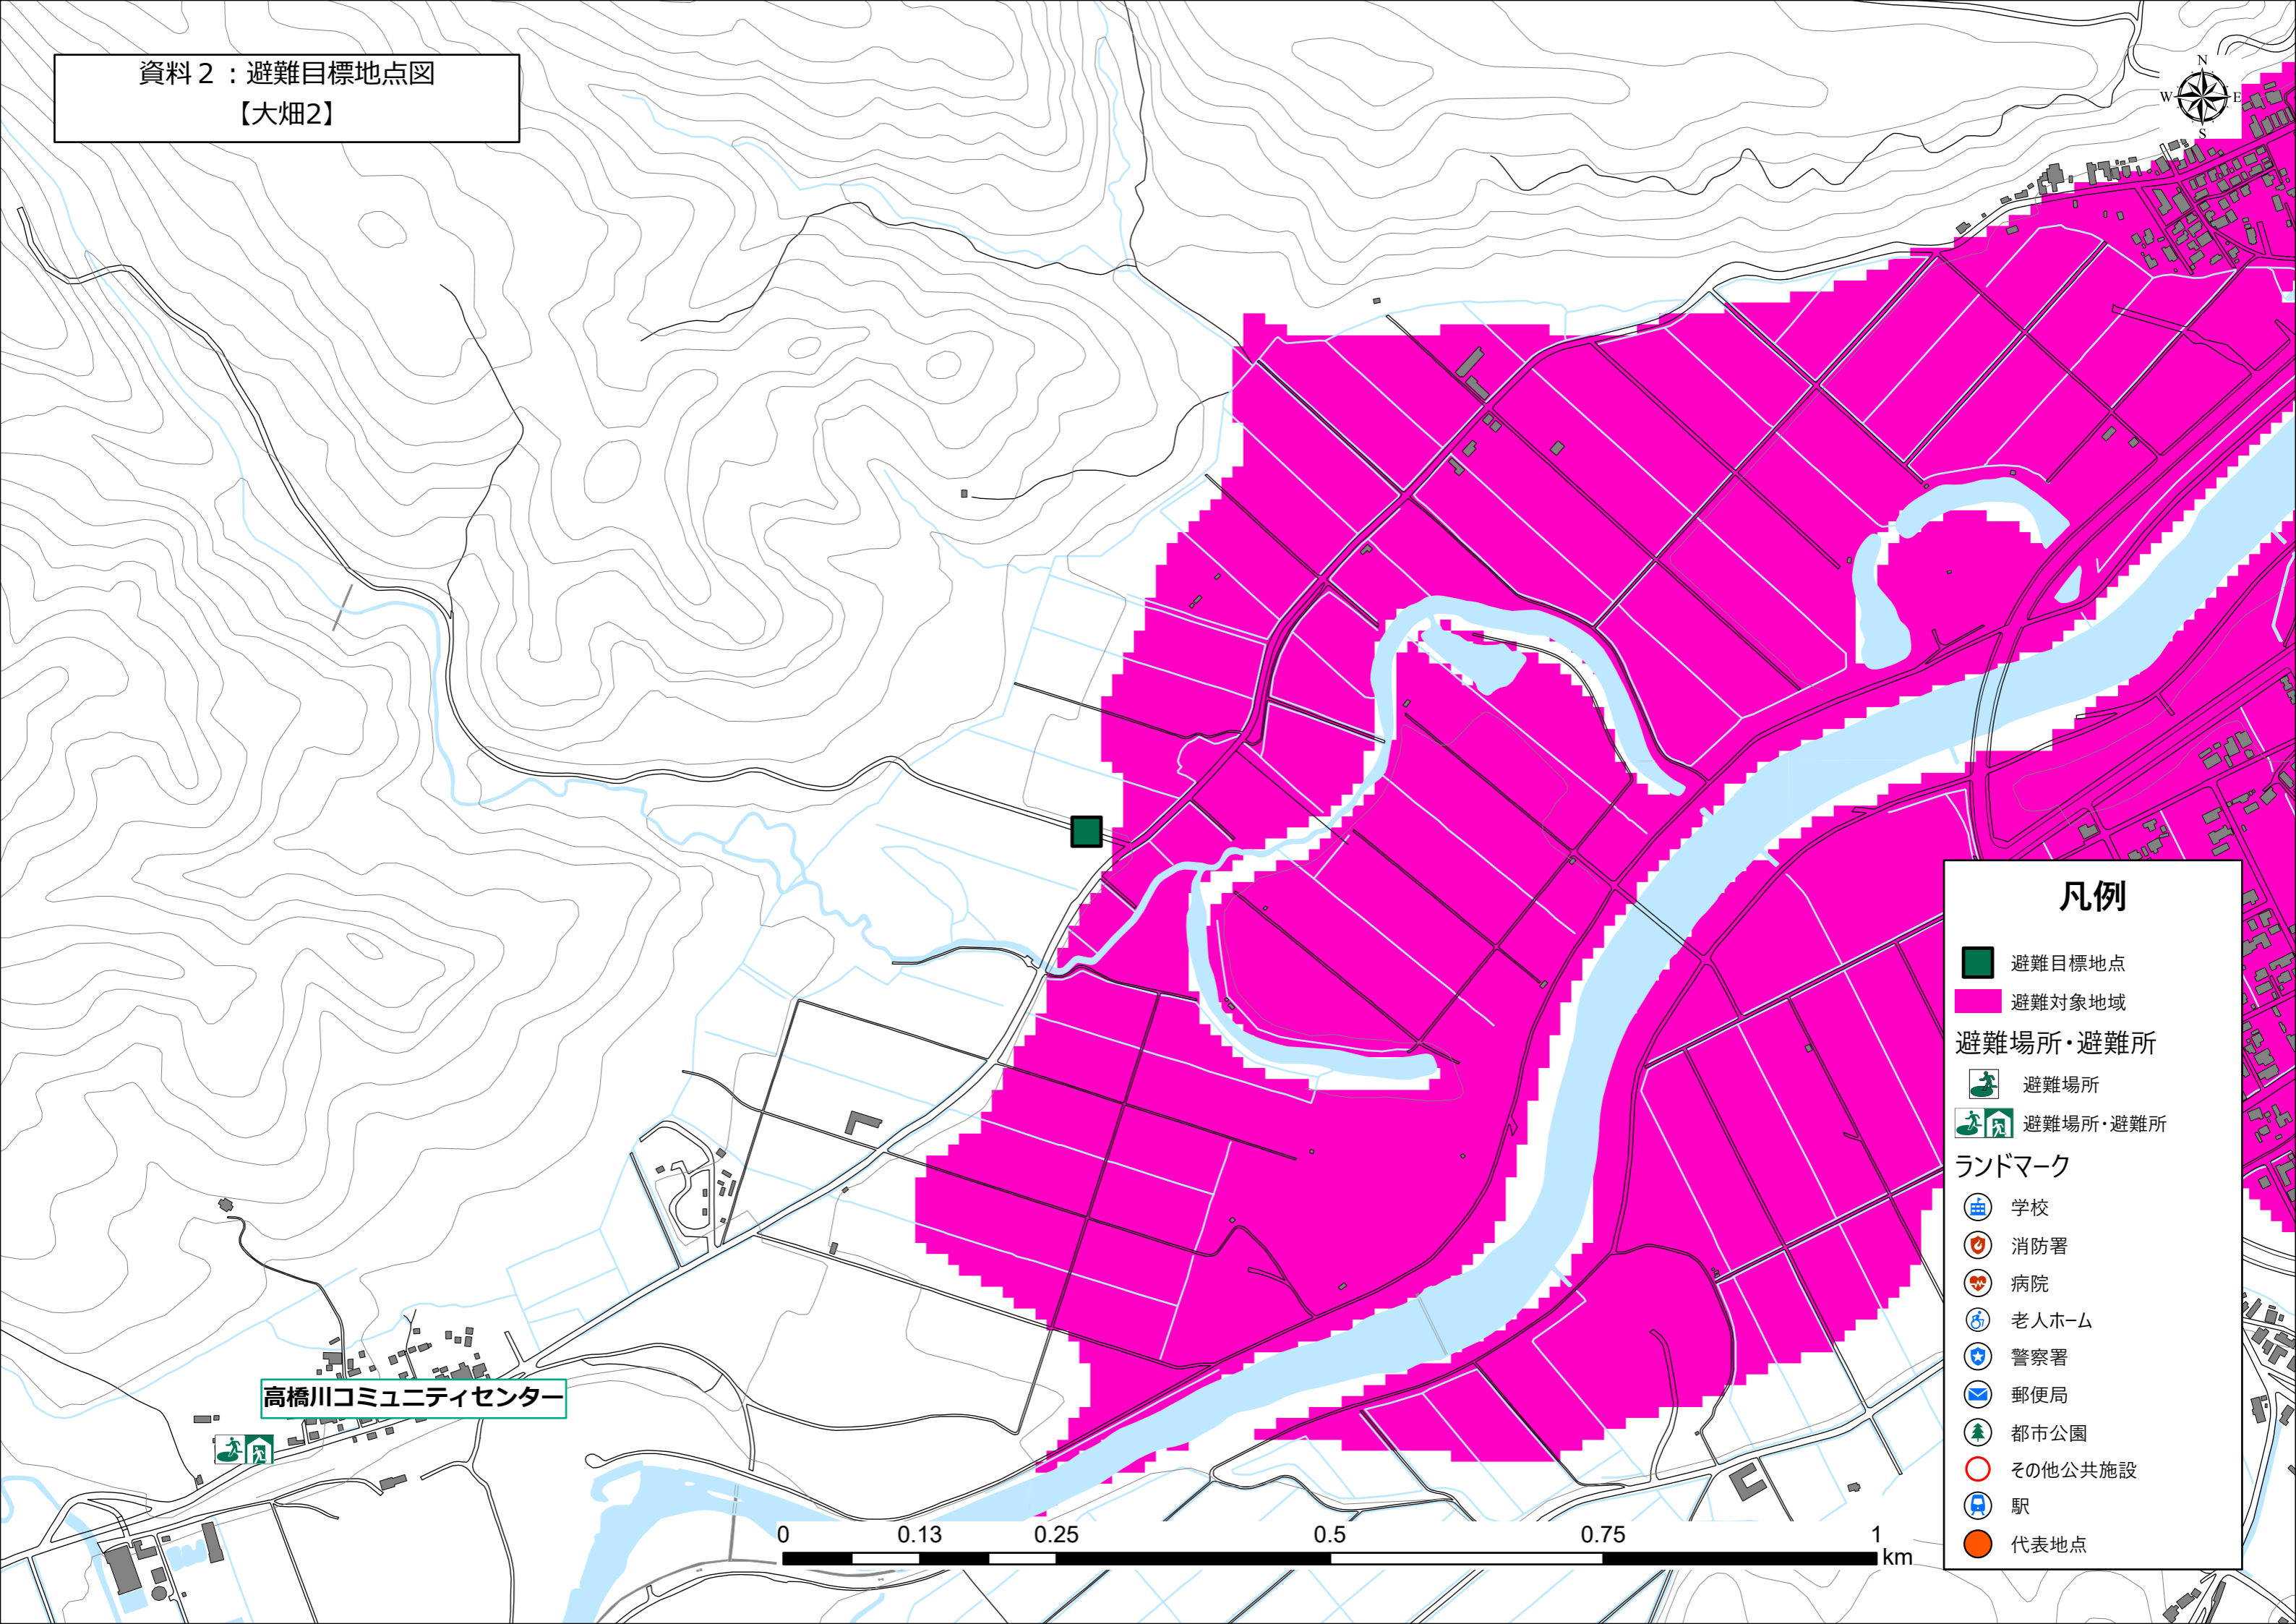 資料２：避難目標地点図
【大畑2】
N
W
E
S
高橋川コミュニティセンター
凡例
避難目標地点
避難対象地域
避難場所・避難所
避難場所
避難場所・避難所
ランドマーク
学校
消防署
病院
老人ホーム
警察署
郵便局
都市公園
その他公共施設
駅
代表地点
0 0.13 0.25 0.5 0.75 1
km